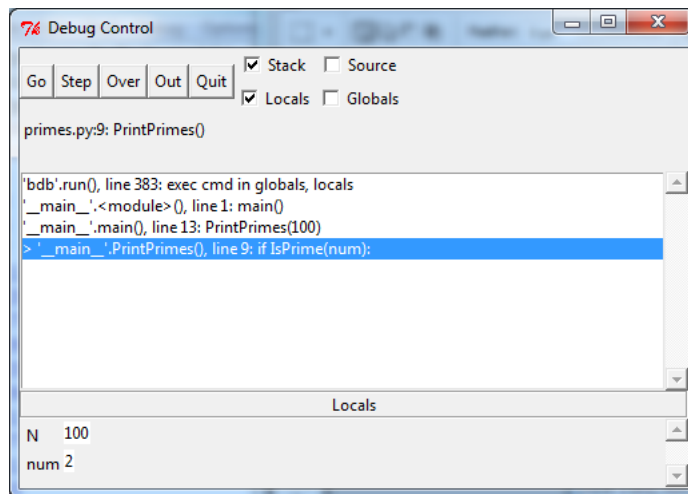 Debug Control
Go Step Over Out Quit
Stack Source
Locals Globals
primes.py:9: PrintPrimes()
'bdb'.run(), line 383: exec cmd in globals, locals
'__main__'.<module>(), line 1: main()
'__main__'.main(), line 13: PrintPrimes(100)
> '__main__'.PrintPrimes(), line 9: if IsPrime(num):
Locals
N 100
num 2